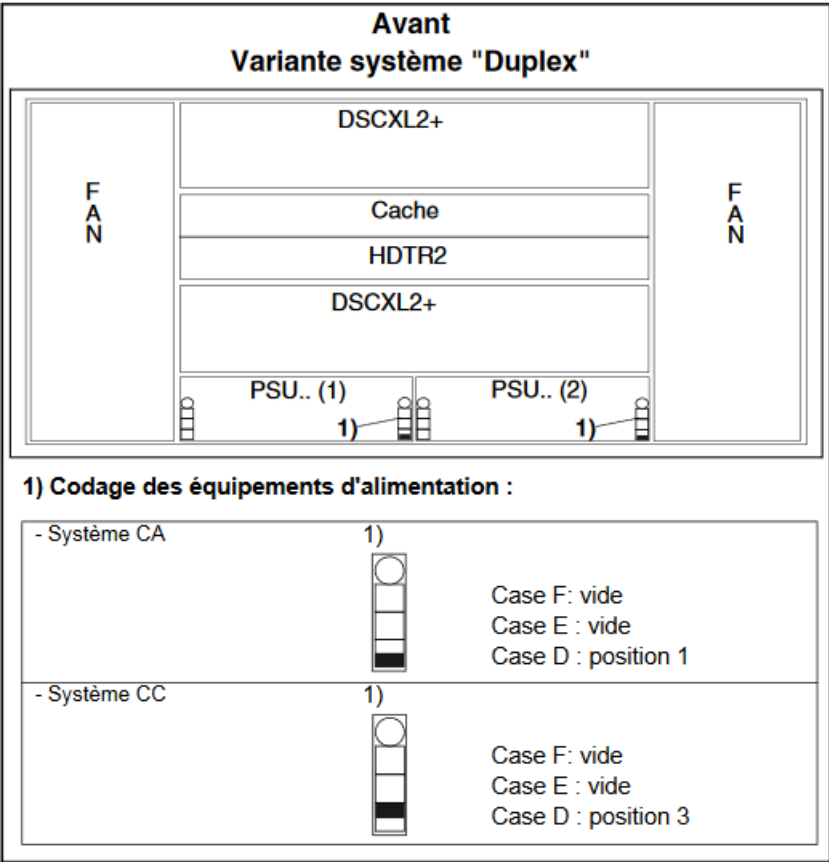 Avant
Variante système "Duplex"
DSCXL2+
FAN
Cache
FAN
HDTR2
DSCXL2+
PSU.. (1)
PSU.. (2)
1)
1)
1) Codage des équipements d'alimentation :
- Système CA
1)
Case F: vide
Case E : vide
Case D : position 1
- Système CC
1)
Case F: vide
Case E : vide
Case D : position 3